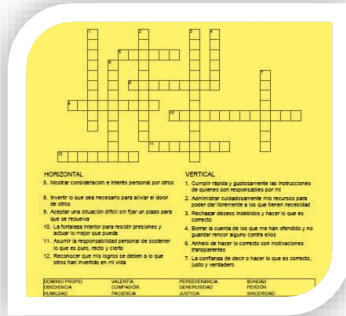 HORIZONTAL
5. Mostrar consideración e interés personal por otros
8. Invertir lo que sea necesario para aliviar el dolor
de otros
9. Aceptar una situación difícil sin fijar un plazo para
que se resuelva
10. La fortaleza interior para resistir presiones y
actuar lo mejor que pueda
11. Asumir la responsabilidad personal de sostener
lo que es puro, recto y cierto
12. Reconocer que mis logros se deben a lo que
otros han invertido en mi vida
VERTICAL
1. Cumplir rápida y gustosamente las instrucciones
de quienes son responsables por mí
2. Administrar cuidadosamente mis recursos para
poder dar libremente a los que tienen necesidad
3. Rechazar deseos indebidos y hacer lo que es
correcto
4. Borrar la cuenta de los que me han ofendido y no
guardar rencor alguno contra ellos
6. Anhelo de hacer lo correcto con motivaciones
transparentes
7. La confianza de decir o hacer lo que es correcto,
justo y verdadero
DOMINIO PROPIO VALENTÍA PERSEVERANCIA BONDAD
OBEDIENCIA COMPASIÓN GENEROSIDAD PERDÓN
HUMILDAD PACIENCIA JUSTICIA SINCERIDAD